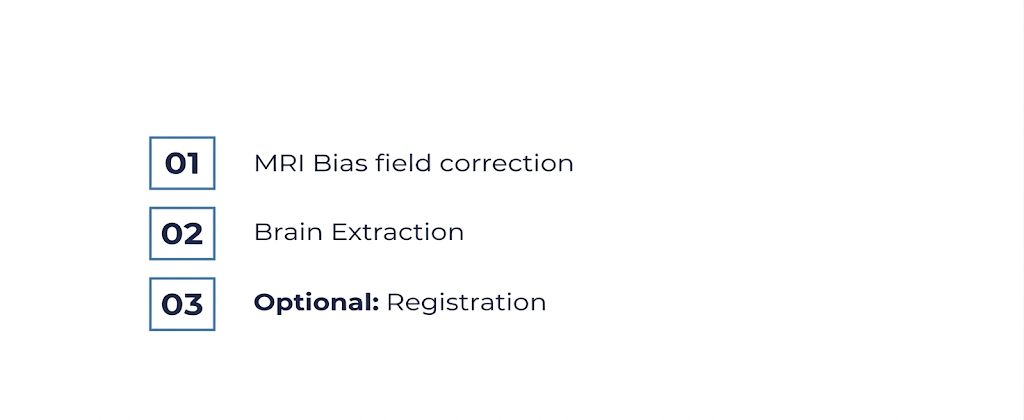 01 MRI Bias field correction
02 Brain Extraction
03 Optional: Registration